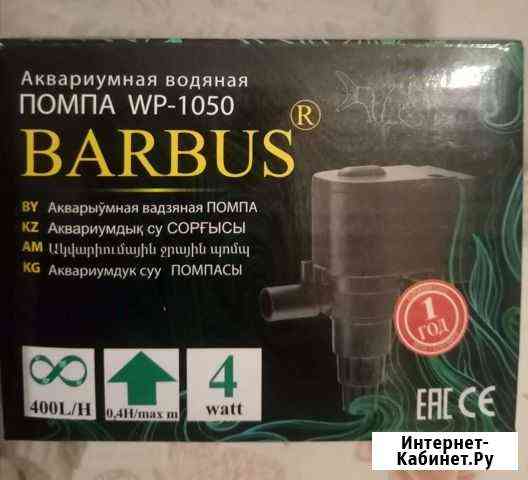 Аквариумная водяная
ПОМПА WP-1050
BARBUS®
BY Акварыўмная вадзяная ПОМПА
KZ Аквариумдық су СОРҒЫСЫ
AM Ակվարիումային ջրային պոմպ
KG Аквариумдук суу ПОМПАСЫ
1
ГОД
400L/H
0,4H/max m
4
watt
EAC CE
Интернет-
Кабинет.Ру